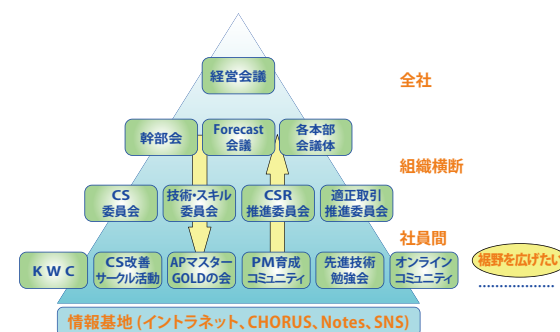 経営会議
全社
幹部会
Forecast
会議
各本部
会議体
組織横断
CS
委員会
技術・スキル
委員会
CSR
推進委員会
適正取引
推進委員会
社員間
KWC
CS改善
サークル活動
APマスター
GOLDの会
PM育成
コミュニティ
先進技術
勉強会
オンライン
コミュニティ
裾野を広げたい
情報基地 (イントラネット、CHORUS、Notes、SNS)